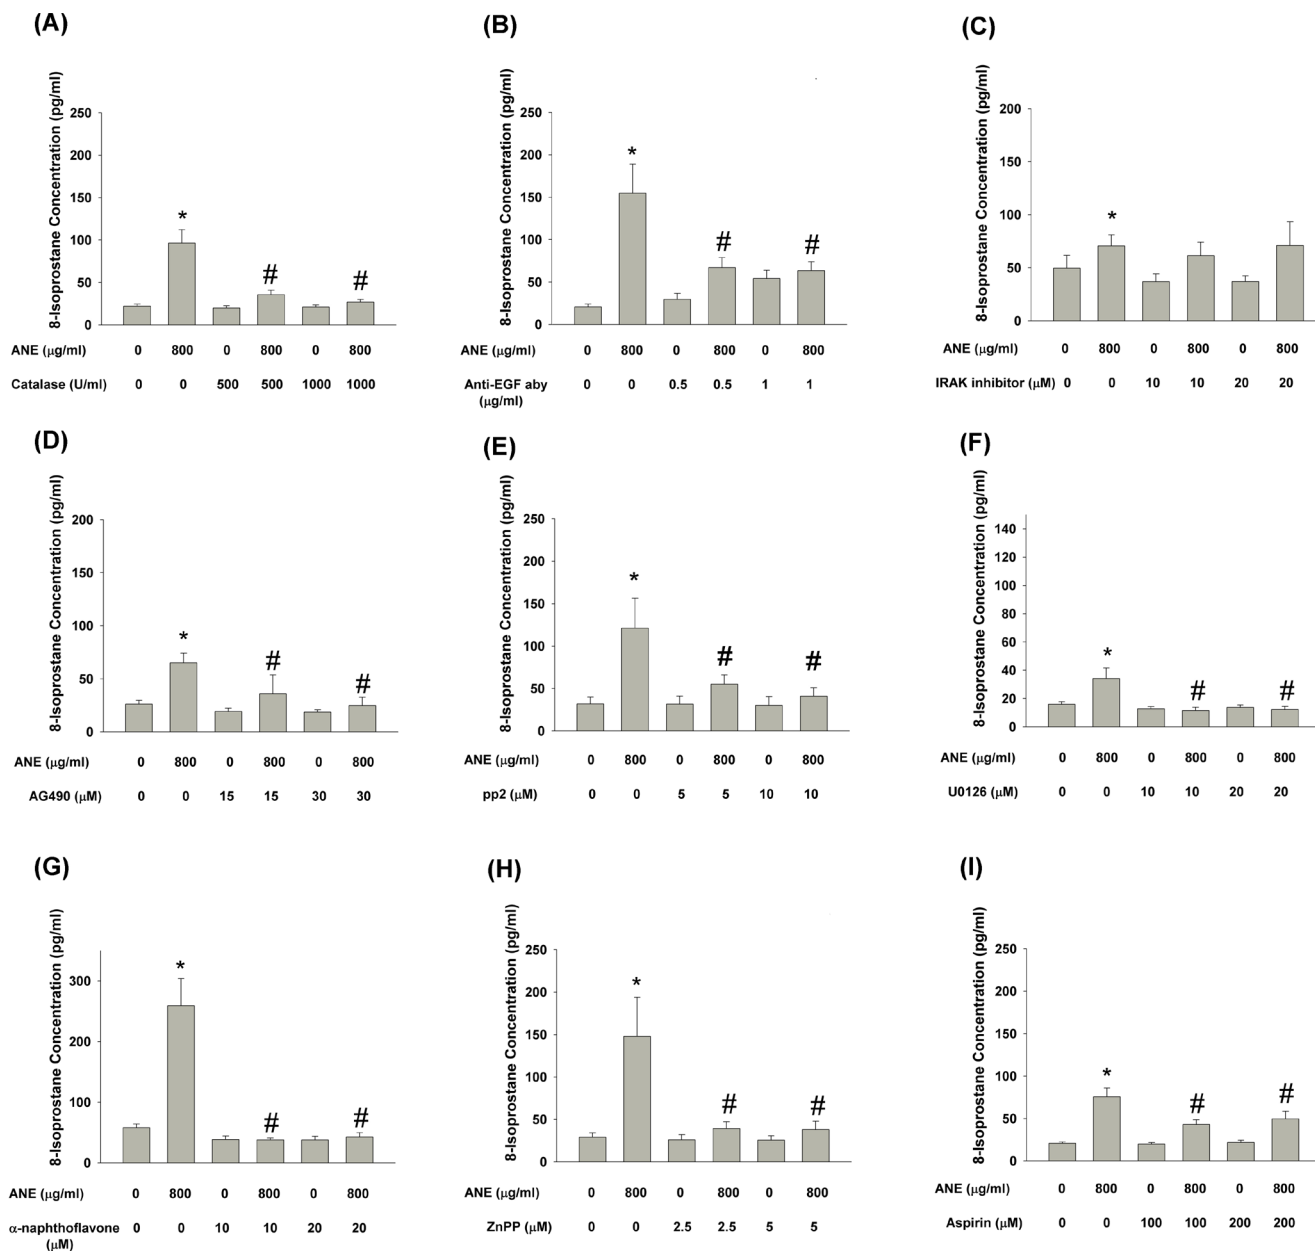 (A)
8-Isoprostane Concentration (pg/ml)
250
200
150
100
50
0
*
#
#
ANE (μg/ml) 0 800 0 800 0 800
Catalase (U/ml) 0 0 500 500 1000 1000
(B)
8-Isoprostane Concentration (pg/ml)
250
200
150
100
50
0
*
#
#
ANE (μg/ml) 0 800 0 800 0 800
Anti-EGF aby 0 0 0.5 0.5 1 1
(μg/ml)
(C)
8-Isoprostane Concentration (pg/ml)
200
150
100
50
0
*
ANE (μg/ml) 0 800 0 800 0 800
IRAK inhibitor (μM) 0 0 10 10 20 20
(D)
8-Isoprostane Concentration (pg/ml)
200
150
100
50
0
*
#
#
ANE (μg/ml) 0 800 0 800 0 800
AG490 (μM) 0 0 15 15 30 30
(E)
8-Isoprostane Concentration (pg/ml)
250
200
150
100
50
0
*
#
#
ANE (μg/ml) 0 800 0 800 0 800
pp2 (μM) 0 0 5 5 10 10
(F)
8-Isoprostane Concentration (pg/ml)
140
120
100
80
60
40
20
0
*
#
#
ANE (μg/ml) 0 800 0 800 0 800
U0126 (μM) 0 0 10 10 20 20
(G)
8-Isoprostane Concentration (pg/ml)
300
200
100
0
*
#
#
ANE (μg/ml) 0 800 0 800 0 800
α-naphthoflavone 0 0 10 10 20 20
(μM)
(H)
8-Isoprostane Concentration (pg/ml)
250
200
150
100
50
0
*
#
#
ANE (μg/ml) 0 800 0 800 0 800
ZnPP (μM) 0 0 2.5 2.5 5 5
(I)
8-Isoprostane Concentration (pg/ml)
250
200
150
100
50
0
*
#
#
ANE (μg/ml) 0 800 0 800 0 800
Aspirin (μM) 0 0 100 100 200 200